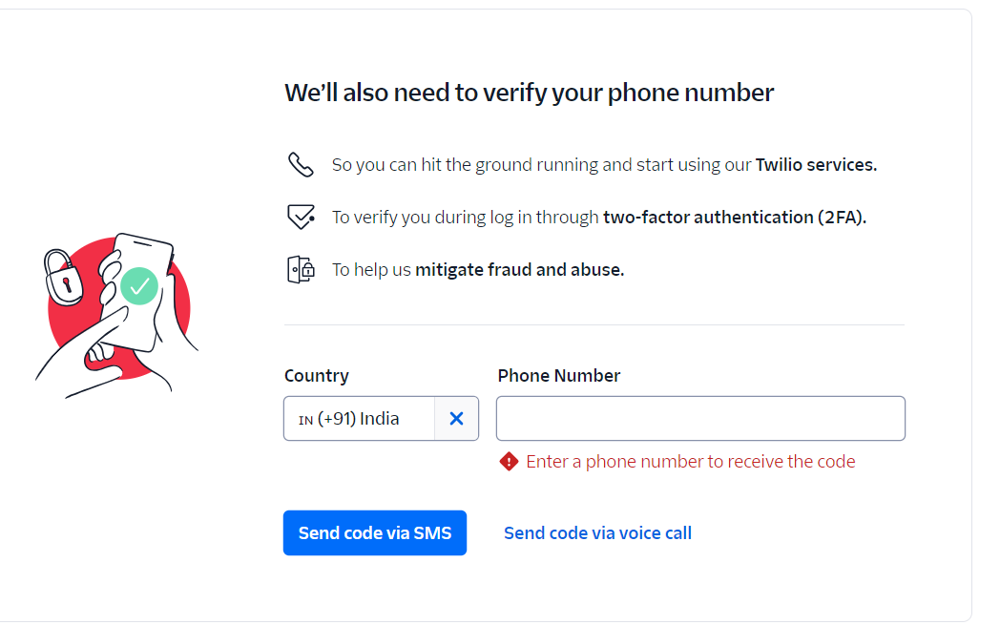 We'll also need to verify your phone number
So you can hit the ground running and start using our Twilio services.
To verify you during log in through two-factor authentication (2FA).
To help us mitigate fraud and abuse.
Country
Phone Number
IN (+91) India
Enter a phone number to receive the code
Send code via SMS
Send code via voice call